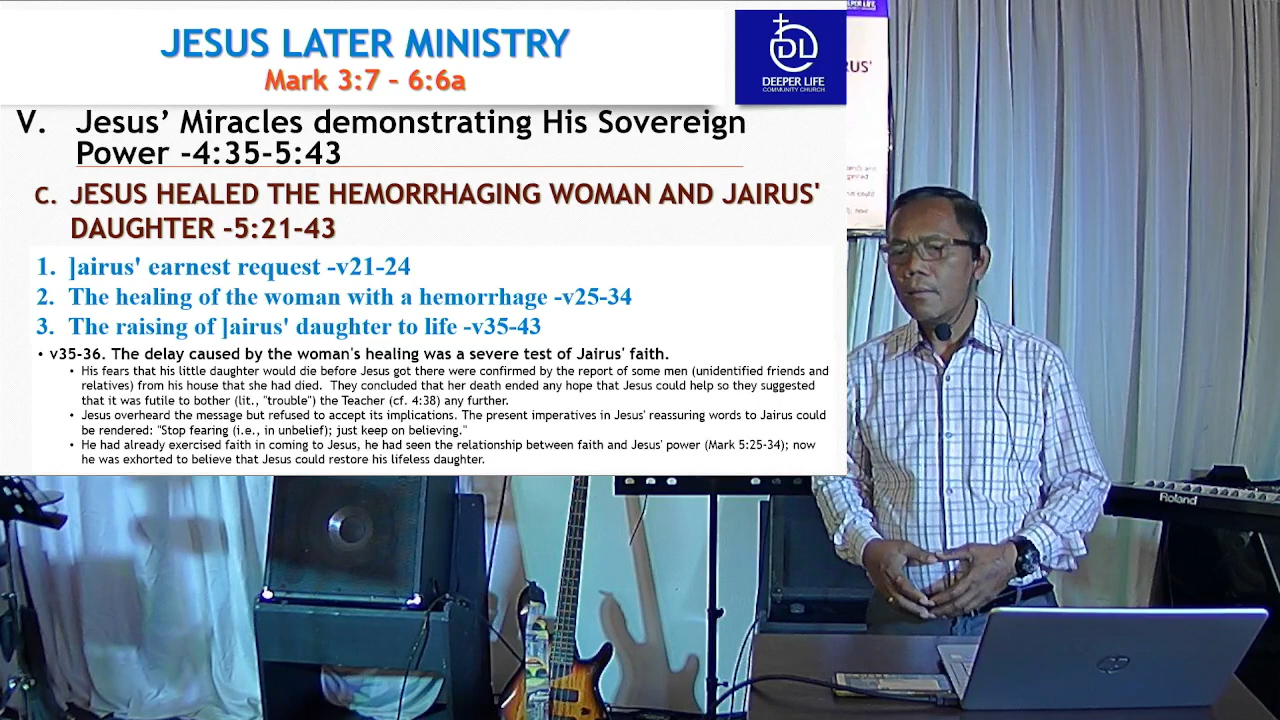 JESUS LATER MINISTRY
Mark 3:7 – 6:6a
DL
DEEPER LIFE
COMMUNITY CHURCH
V. Jesus’ Miracles demonstrating His Sovereign
Power -4:35-5:43
C. JESUS HEALED THE HEMORRHAGING WOMAN AND JAIRUS'
DAUGHTER -5:21-43
1. Jairus' earnest request -v21-24
2. The healing of the woman with a hemorrhage -v25-34
3. The raising of Jairus' daughter to life -v35-43
• v35-36. The delay caused by the woman's healing was a severe test of Jairus' faith.
• His fears that his little daughter would die before Jesus got there were confirmed by the report of some men (unidentified friends and
relatives) from his house that she had died. They concluded that her death ended any hope that Jesus could help so they suggested
that it was futile to bother (lit., "trouble") the Teacher (cf. 4:38) any further.
• Jesus overheard the message but refused to accept its implications. The present imperatives in Jesus' reassuring words to Jairus could
be rendered: "Stop fearing (i.e., in unbelief); just keep on believing."
• He had already exercised faith in coming to Jesus, he had seen the relationship between faith and Jesus' power (Mark 5:25-34); now
he was exhorted to believe that Jesus could restore his lifeless daughter.
Roland
hp